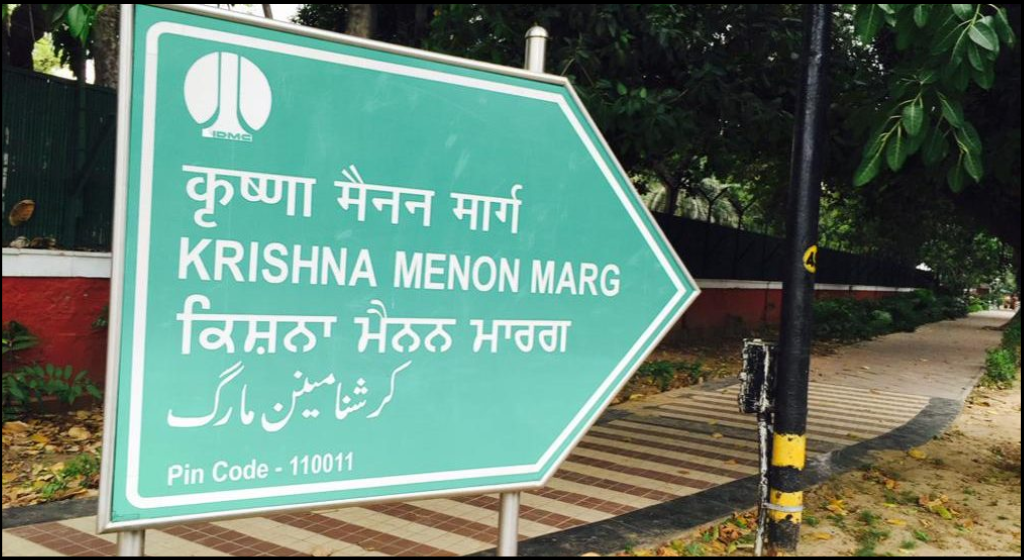 NDMC
कृष्णा मैनन मार्ग
KRISHNA MENON MARG
ਕਿਸ਼ਨਾ ਮੈਨਨ ਮਾਰਗ
کرشنا مینن مارگ
Pin Code - 110011